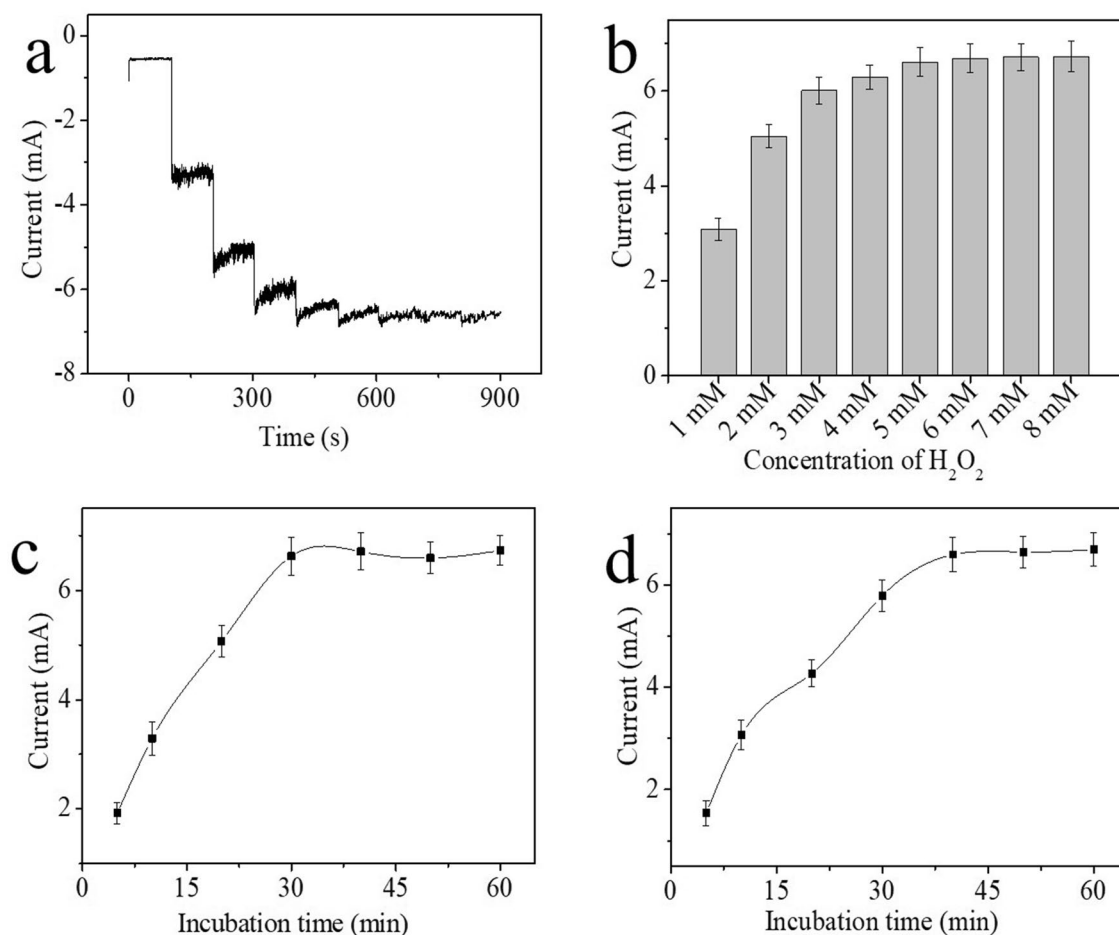 a
0
-2
-4
-6
-8
Current (mA)
0 300 600 900
Time (s)
b
6
4
2
0
Current (mA)
1 mM 2 mM 3 mM 4 mM 5 mM 6 mM 7 mM 8 mM
Concentration of H₂O₂
c
6
4
2
Current (mA)
0 15 30 45 60
Incubation time (min)
d
6
4
2
Current (mA)
0 15 30 45 60
Incubation time (min)